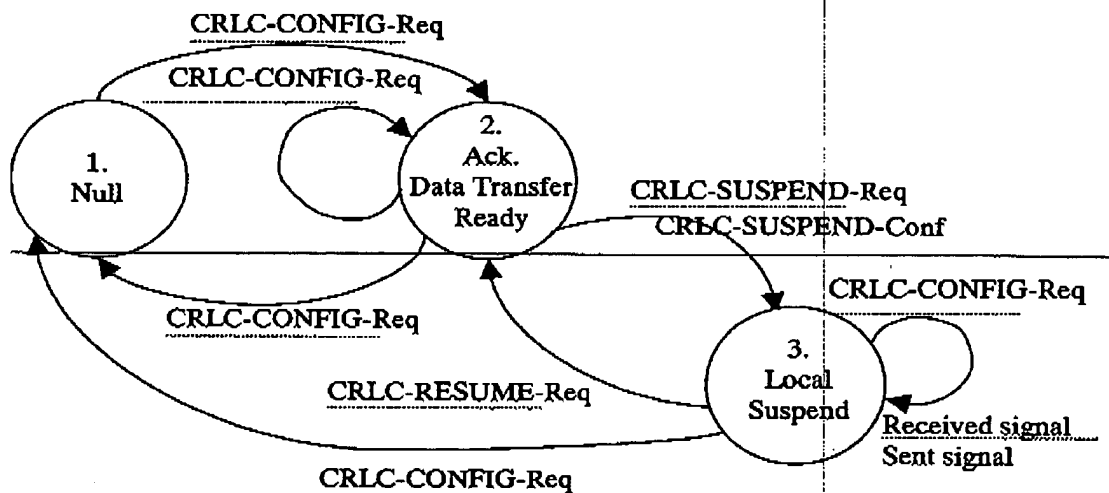 CRLC-CONFIG-Req
CRLC-CONFIG-Req
1.
Null
2.
Ack.
Data Transfer
Ready
CRLC-SUSPEND-Req
CRLC-SUSPEND-Conf
CRLC-CONFIG-Req
CRLC-CONFIG-Req
3.
Local
Suspend
CRLC-RESUME-Req
Received signal
Sent signal
CRLC-CONFIG-Req